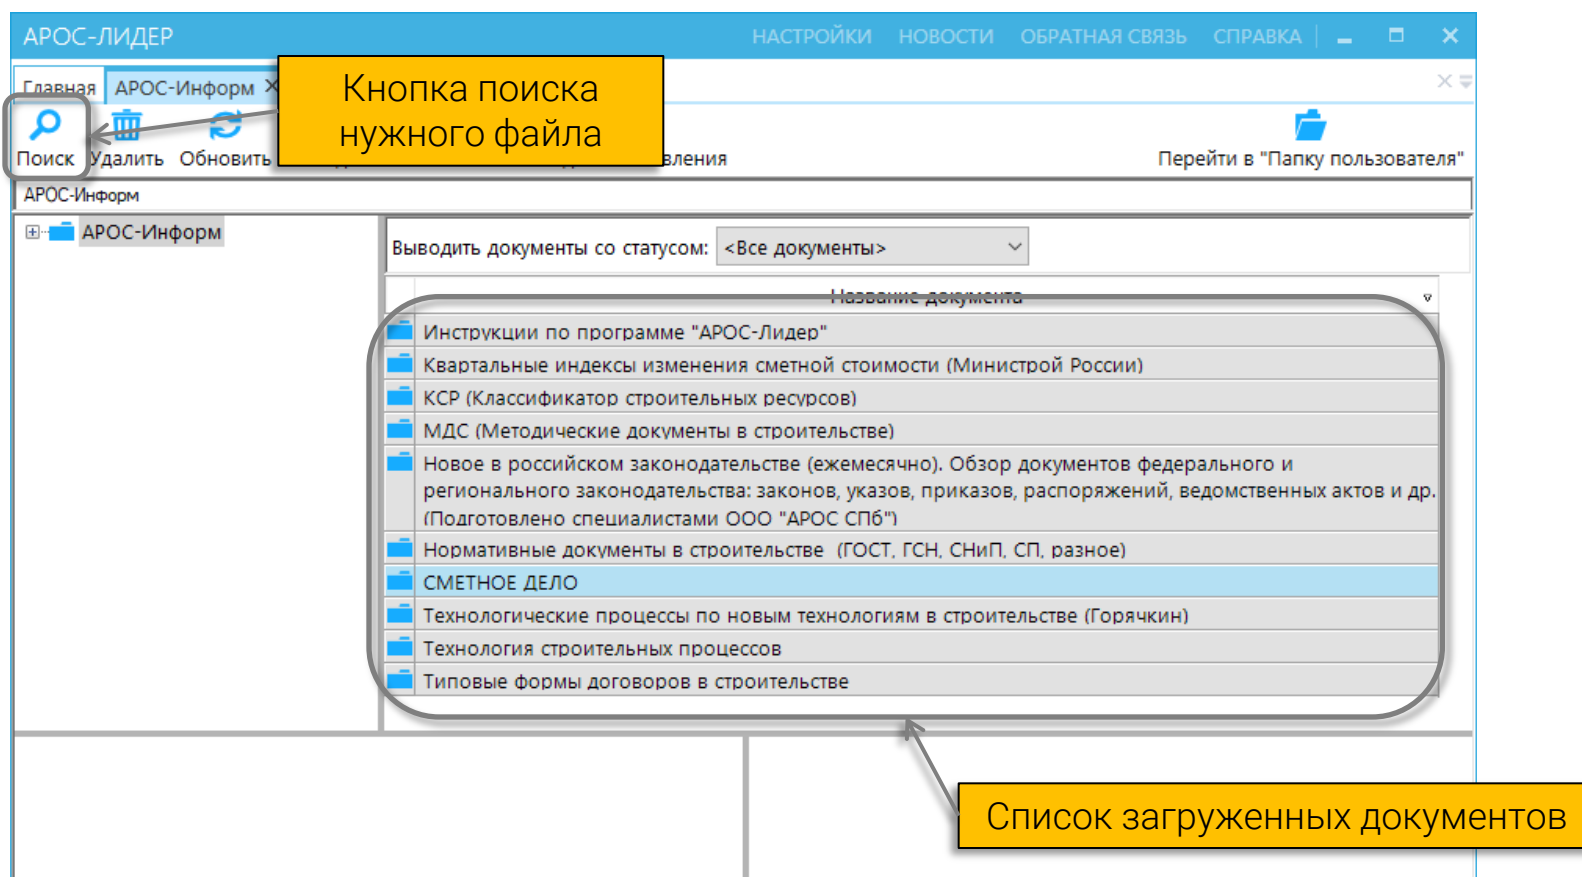 АРОС-ЛИДЕР НАСТРОЙКИ НОВОСТИ ОБРАТНАЯ СВЯЗЬ СПРАВКА
Главная АРОС-Информ
Кнопка поиска
нужного файла
Поиск Удалить Обновить Перейти в "Папку пользователя"
АРОС-Информ
АРОС-Информ
Выводить документы со статусом: <Все документы>
Название документа
Инструкции по программе "АРОС-Лидер"
Квартальные индексы изменения сметной стоимости (Министрой России)
КСР (Классификатор строительных ресурсов)
МДС (Методические документы в строительстве)
Новое в российском законодательстве (ежемесячно). Обзор документов федерального и
регионального законодательства: законов, указов, приказов, распоряжений, ведомственных актов и др.
(Подготовлено специалистами ООО "АРОС СПб")
Нормативные документы в строительстве (ГОСТ, ГСН, СНиП, СП, разное)
СМЕТНОЕ ДЕЛО
Технологические процессы по новым технологиям в строительстве (Горячкин)
Технология строительных процессов
Типовые формы договоров в строительстве
Список загруженных документов